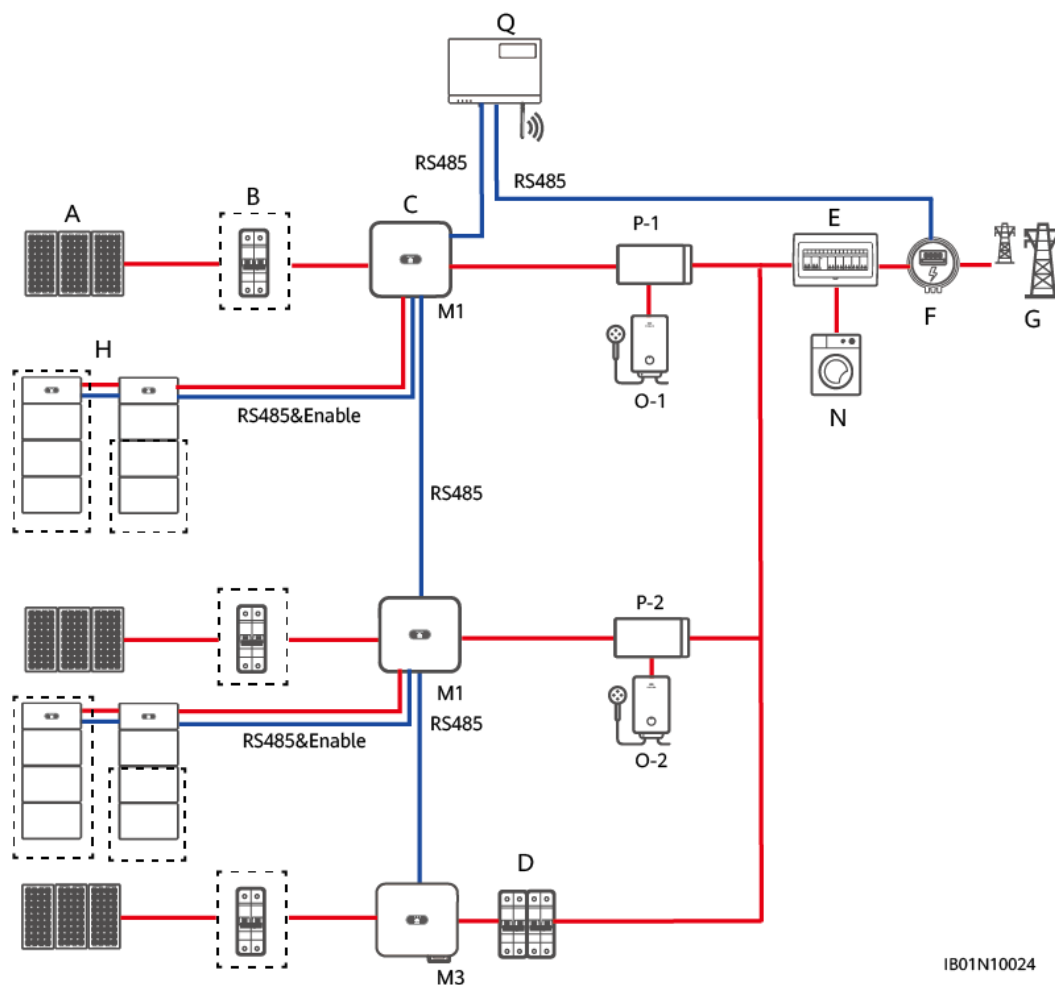 Q
RS485
RS485
A
B
C
P-1
E
M1
F
G
H
O-1
N
RS485&Enable
RS485
P-2
M1
RS485
RS485&Enable
O-2
D
M3
IB01N10024